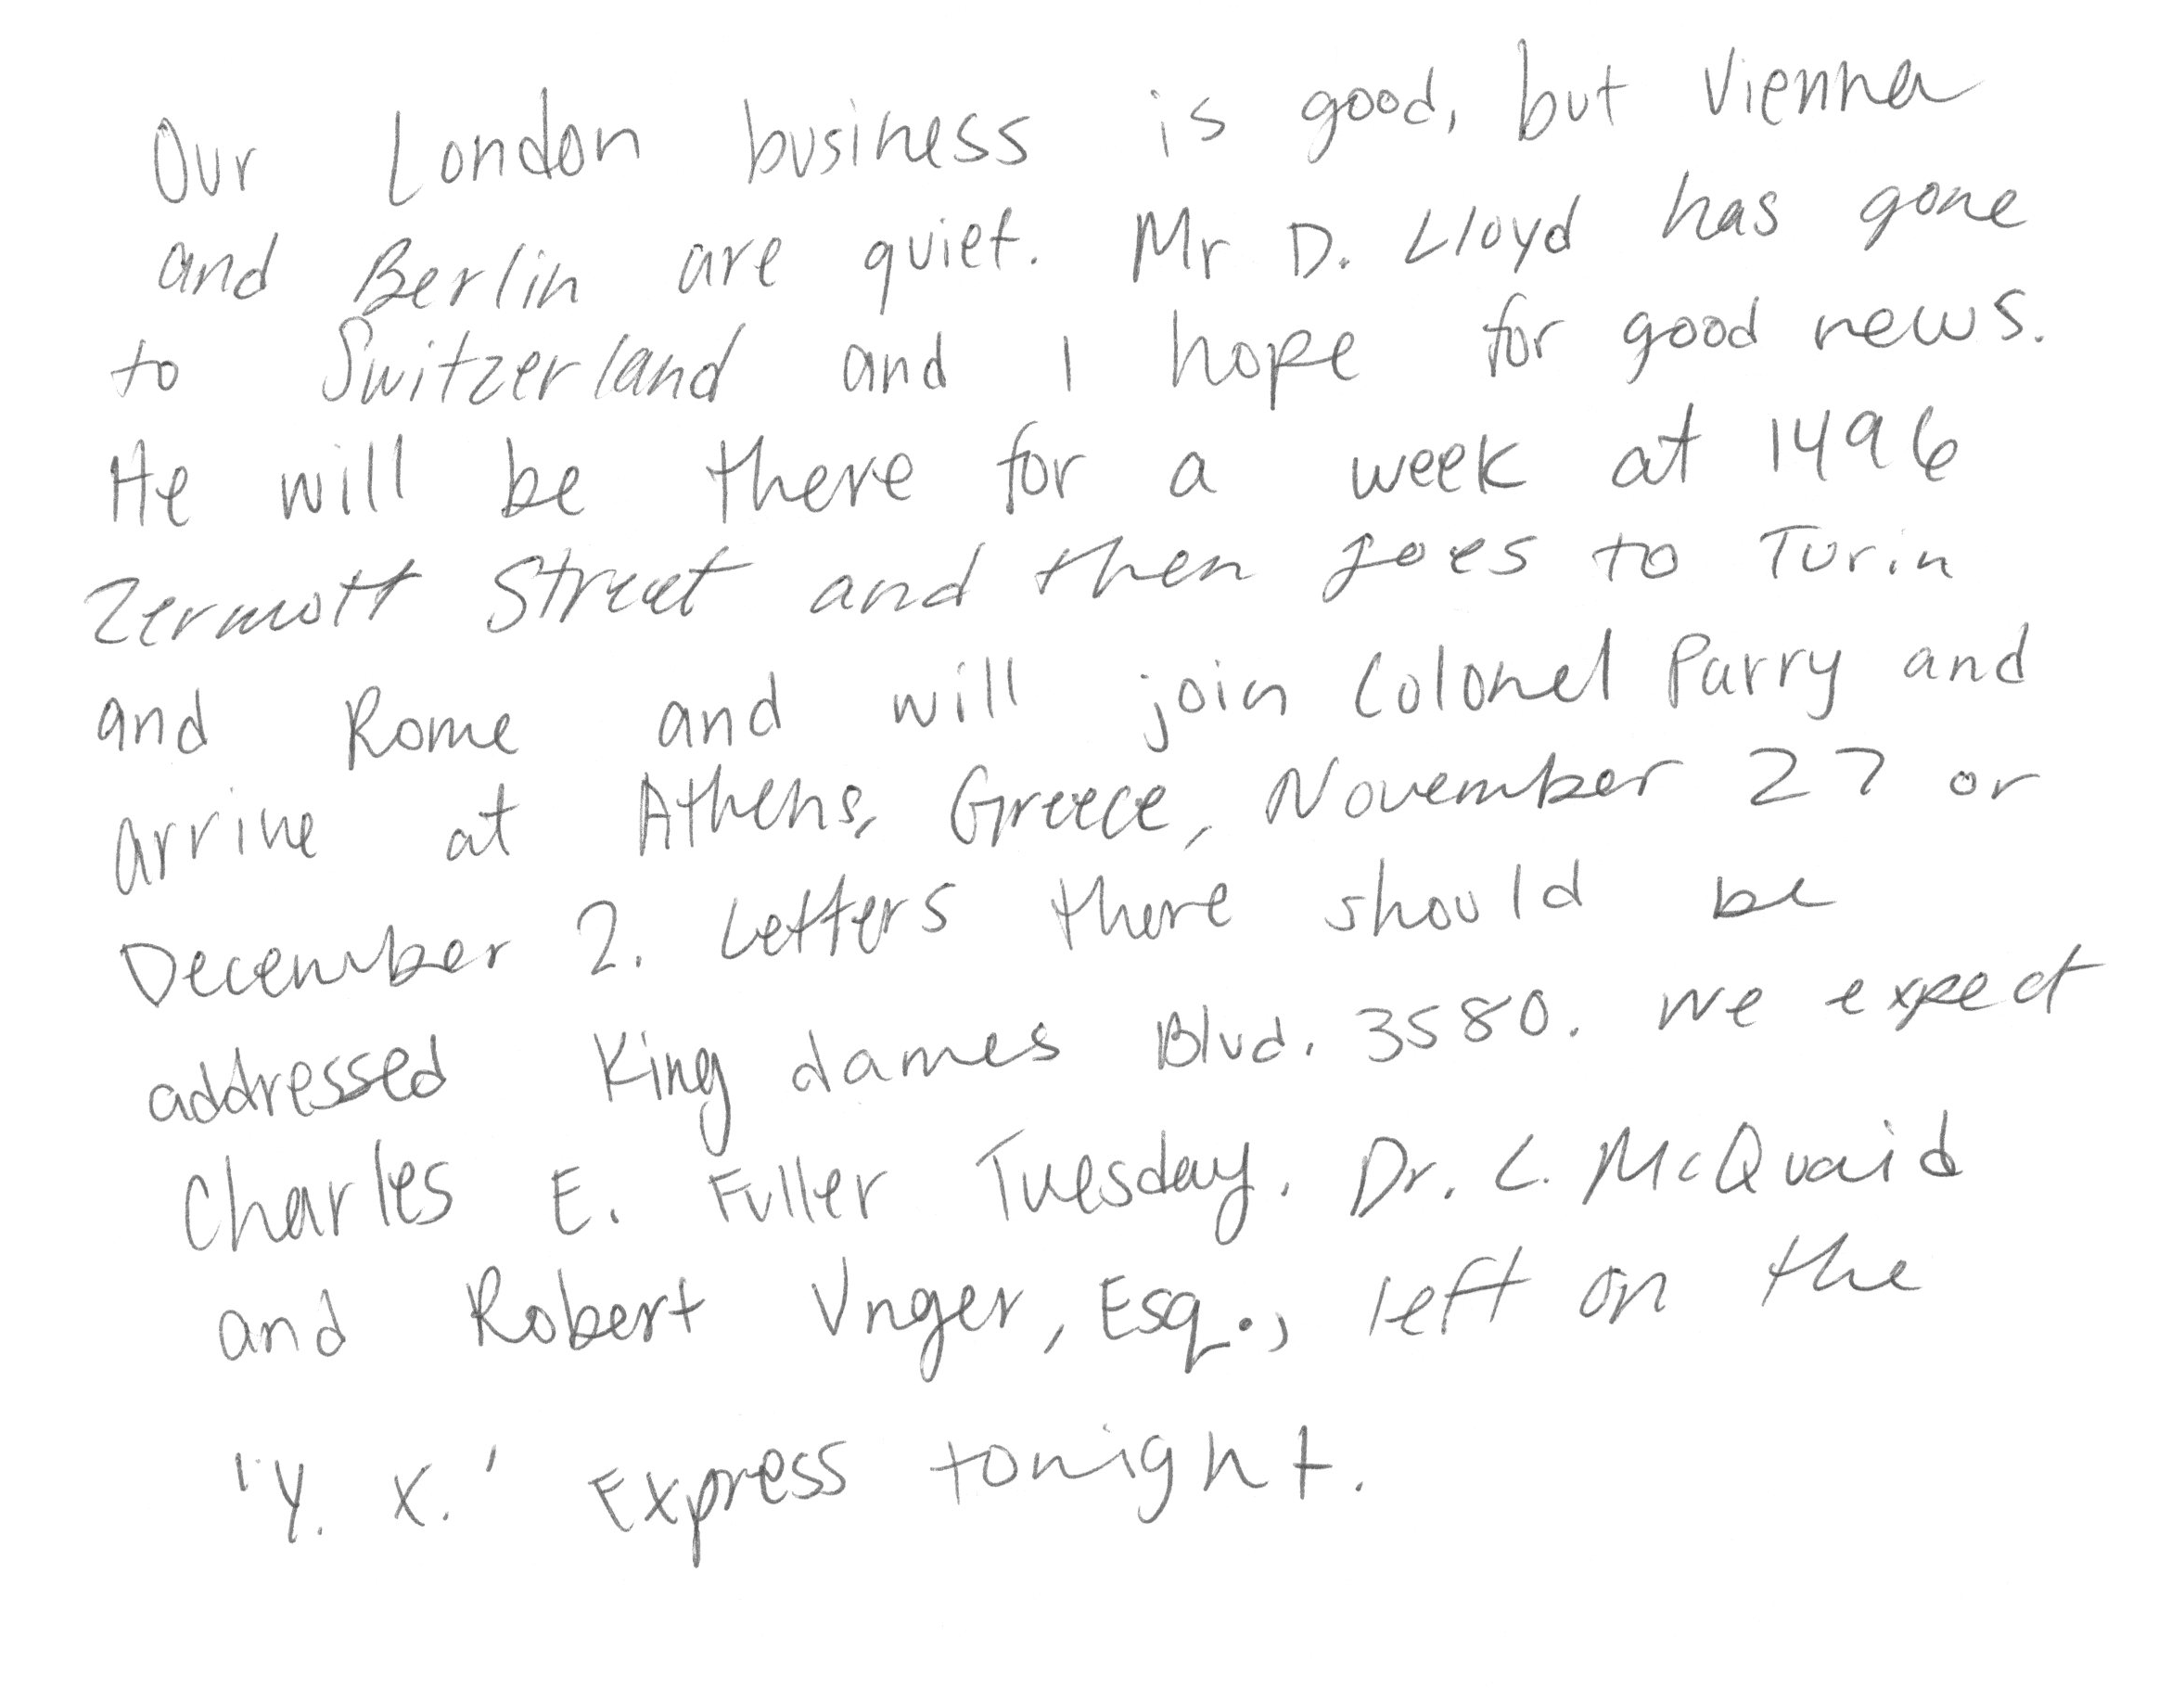 Our London business is good, but Vienna
and Berlin are quiet. Mr D. Lloyd has gone
to Switzerland and I hope for good news.
He will be there for a week at 1496
Zermott Street and then goes to Turin
and Rome and will join Colonel Parry and
arrive at Athens, Greece, November 27 or
December 2. Letters there should be
addressed King James Blvd. 3580. We expect
Charles E. Fuller Tuesday. Dr. L. McQuaid
and Robert Unger, Esq., left on the
'Y. X.' Express tonight.